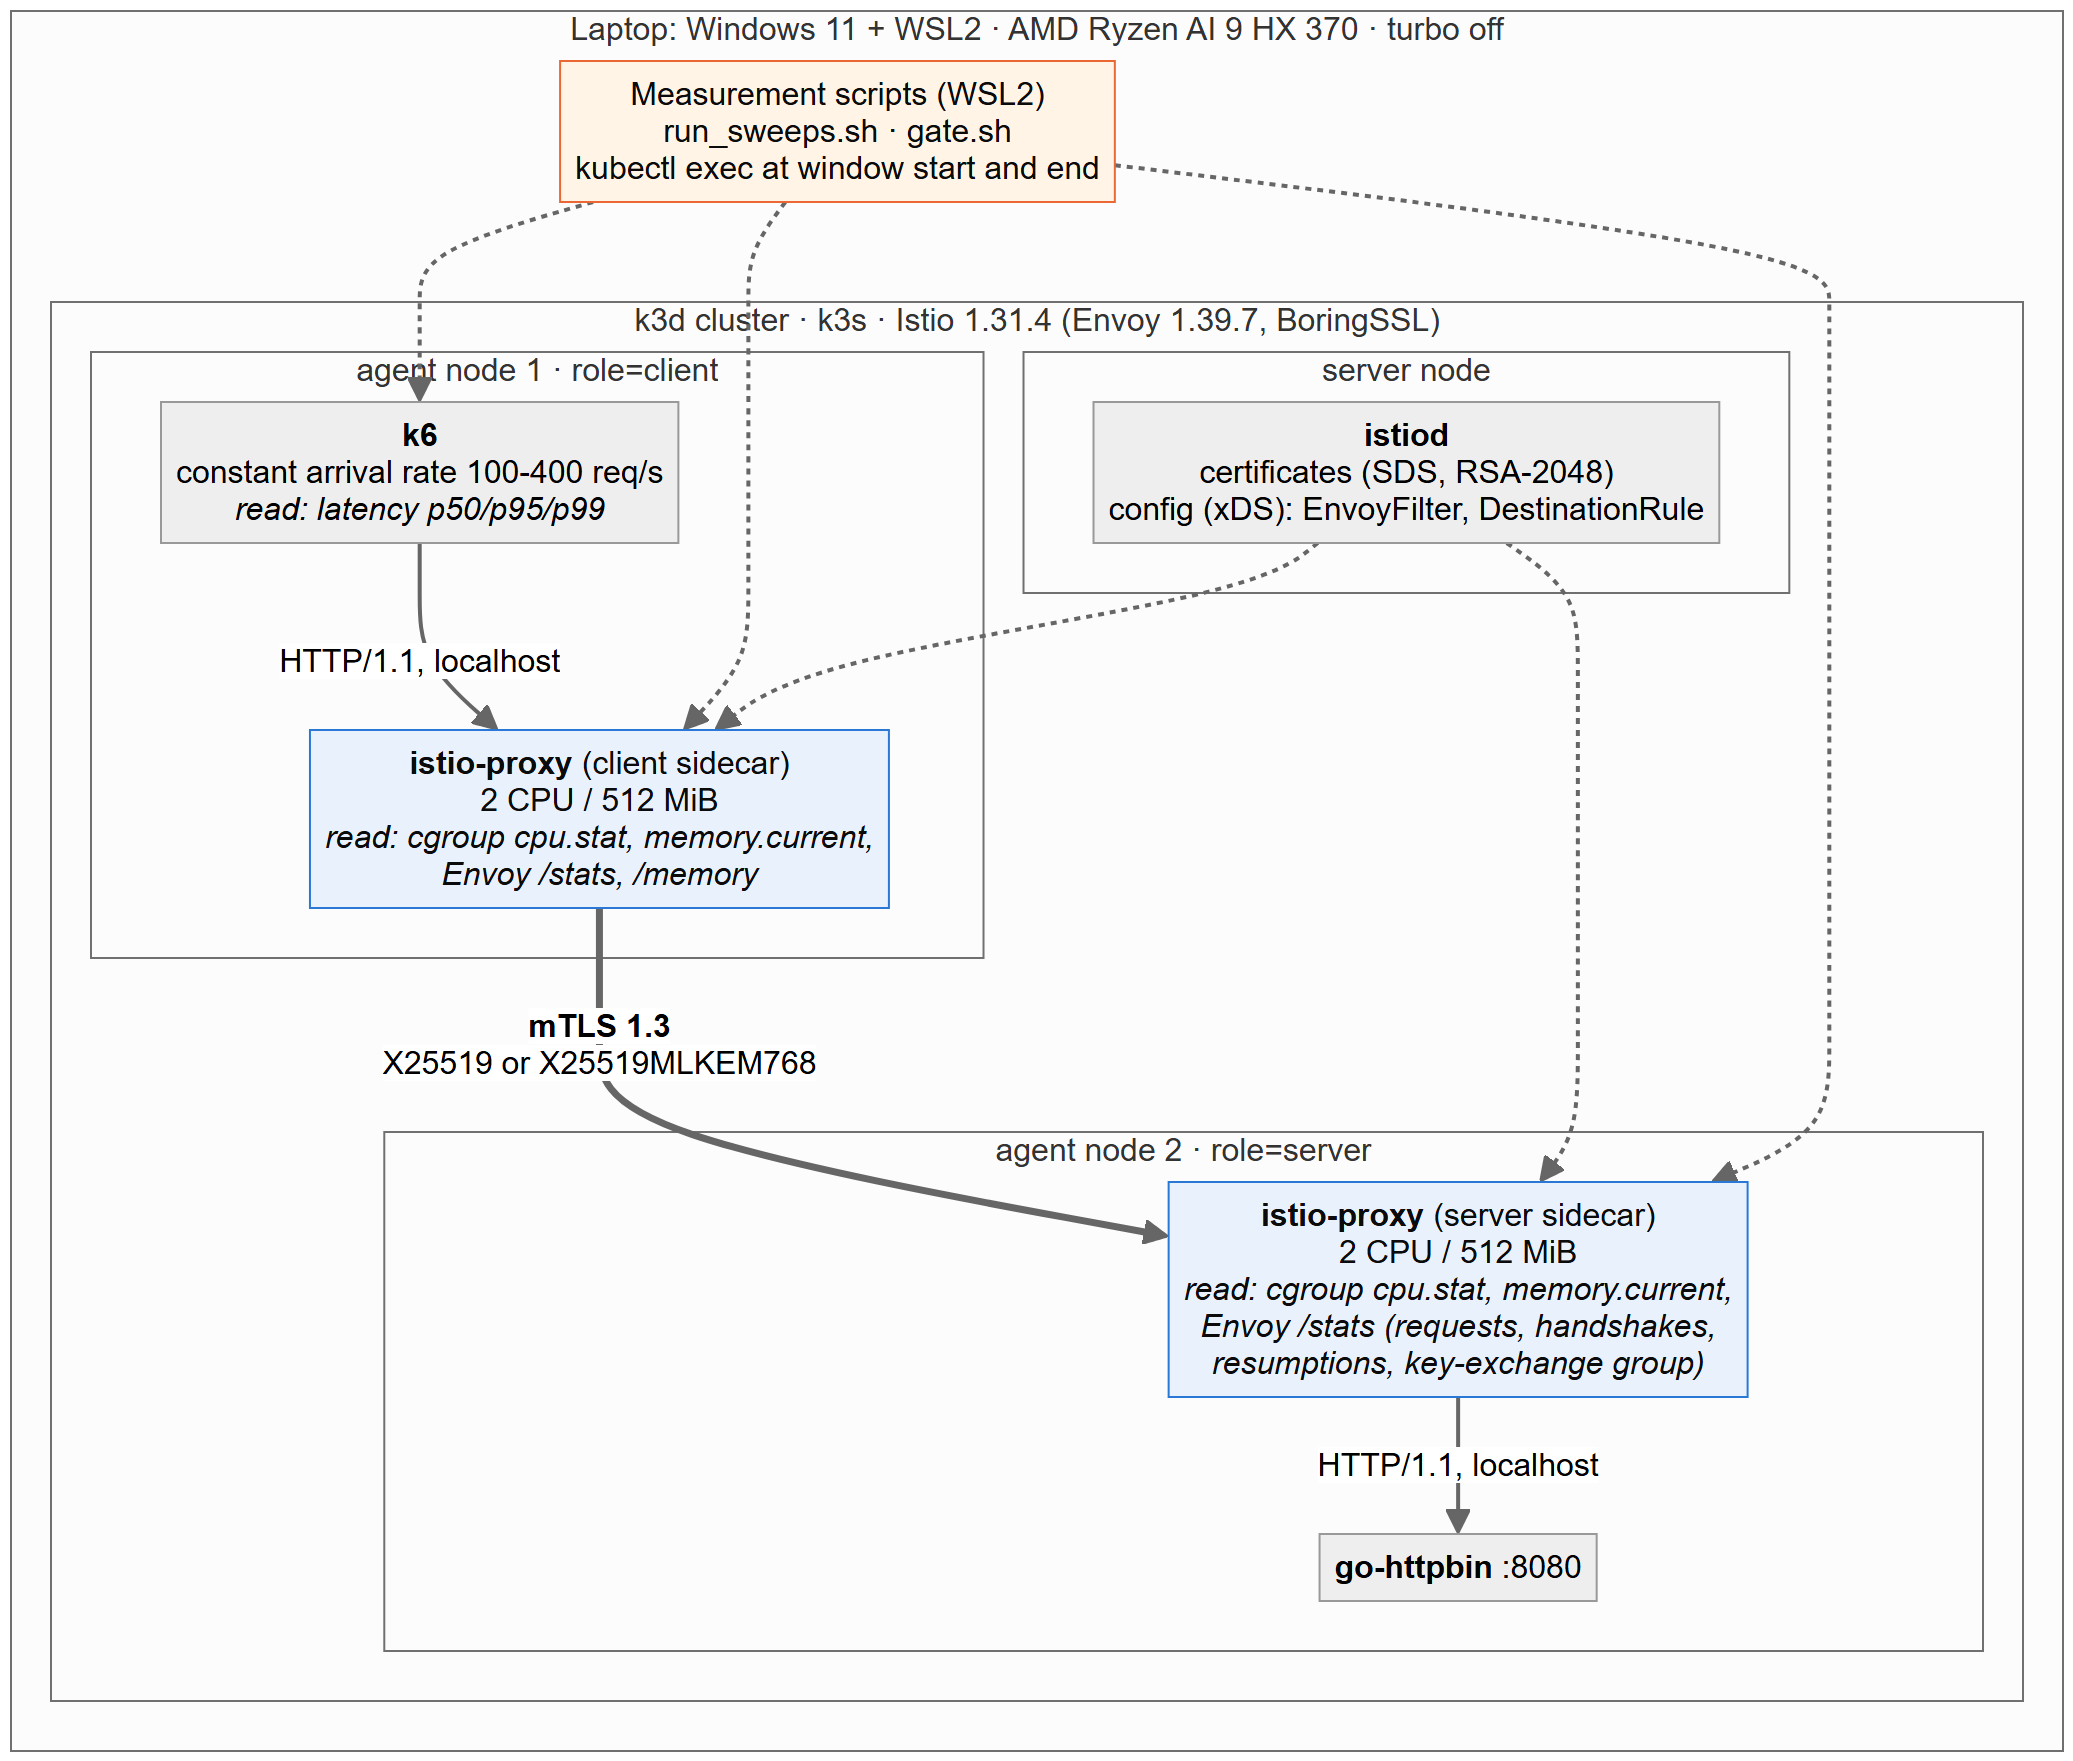 Laptop: Windows 11 + WSL2 · AMD Ryzen AI 9 HX 370 · turbo off
Measurement scripts (WSL2)
run_sweeps.sh · gate.sh
kubectl exec at window start and end
k3d cluster · k3s · Istio 1.31.4 (Envoy 1.39.7, BoringSSL)
agent node 1 · role=client
k6
constant arrival rate 100-400 req/s
read: latency p50/p95/p99
server node
istiod
certificates (SDS, RSA-2048)
config (xDS): EnvoyFilter, DestinationRule
HTTP/1.1, localhost
istio-proxy (client sidecar)
2 CPU / 512 MiB
read: cgroup cpu.stat, memory.current,
Envoy /stats, /memory
mTLS 1.3
X25519 or X25519MLKEM768
agent node 2 · role=server
istio-proxy (server sidecar)
2 CPU / 512 MiB
read: cgroup cpu.stat, memory.current,
Envoy /stats (requests, handshakes,
resumptions, key-exchange group)
HTTP/1.1, localhost
go-httpbin :8080